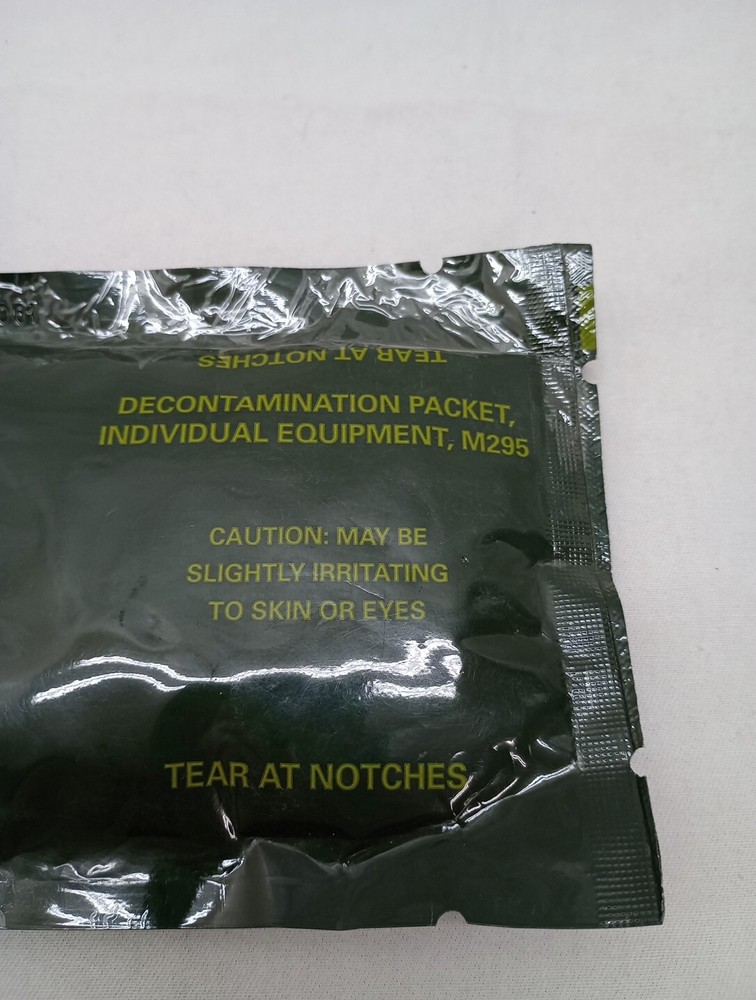 TEAR AT NOTCHES
DECONTAMINATION PACKET,
INDIVIDUAL EQUIPMENT, M295
CAUTION: MAY BE
SLIGHTLY IRRITATING
TO SKIN OR EYES
TEAR AT NOTCHES